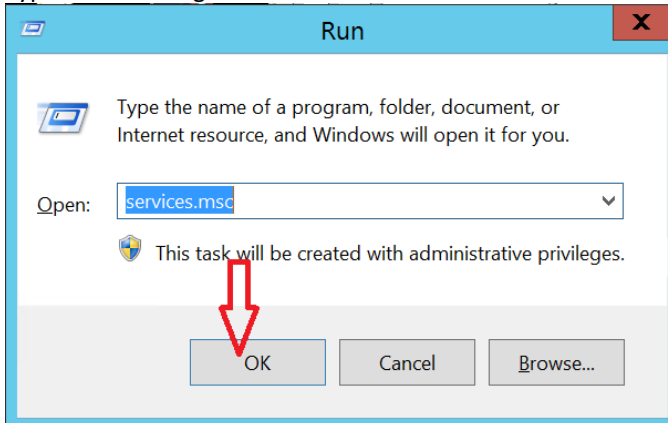 Run
X
Type the name of a program, folder, document, or
Internet resource, and Windows will open it for you.
Open:
services.msc
This task will be created with administrative privileges.
OK
Cancel
Browse...